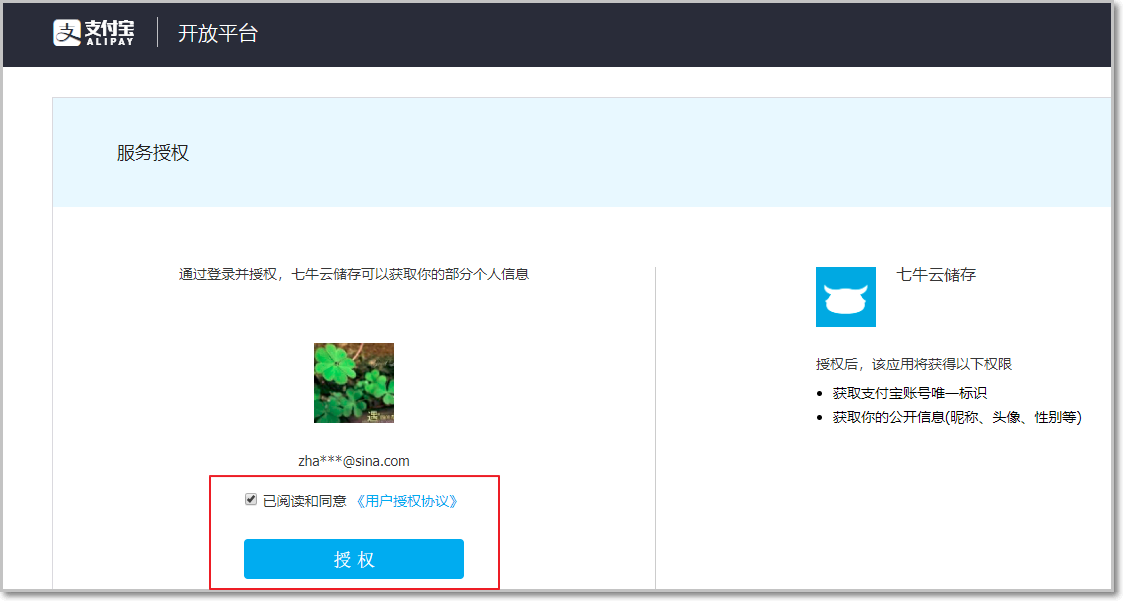 支付宝
ALIPAY
开放平台
服务授权
通过登录并授权，七牛云储存可以获取你的部分个人信息
遇
zha***@sina.com
已阅读和同意 《用户授权协议》
授 权
七牛云储存
授权后，该应用将获得以下权限
• 获取支付宝账号唯一标识
• 获取你的公开信息(昵称、头像、性别等)